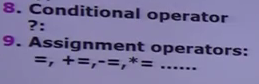 8. Conditional operator
?:
9. Assignment operators:
=, +=,-=,*= ......